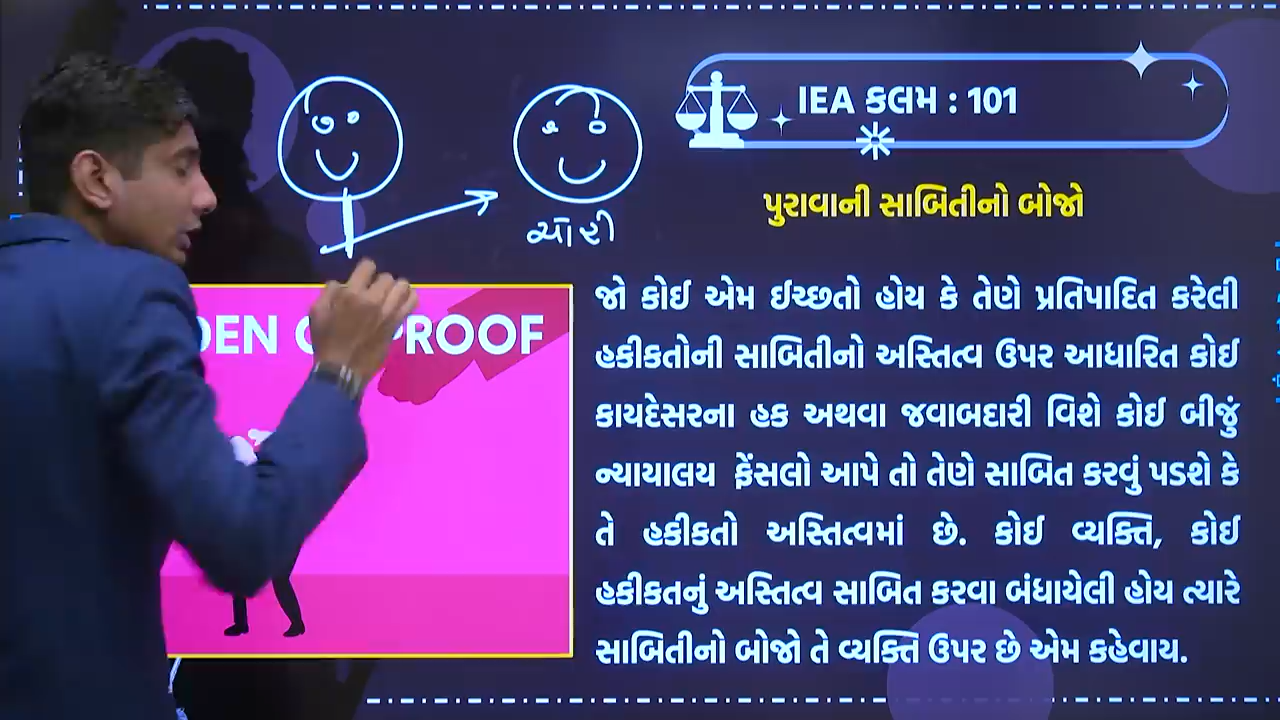 IEA કલમ : 101
પુરાવાની સાબિતીનો બોજો
ચોરી
PROOF
જો કોઈ એમ ઈચ્છતો હોય કે તેણે પ્રતિપાદિત કરેલી
હકીકતોની સાબિતીનો અસ્તિત્વ ઉપર આધારિત કોઈ
કાયદેસરના હક અથવા જવાબદારી વિશે કોઈ બીજું
ન્યાયાલય ફેંસલો આપે તો તેણે સાબિત કરવું પડશે કે
તે હકીકતો અસ્તિત્વમાં છે. કોઈ વ્યક્તિ, કોઈ
હકીકતનું અસ્તિત્વ સાબિત કરવા બંધાયેલી હોય ત્યારે
સાબિતીનો બોજો તે વ્યક્તિ ઉપર છે એમ કહેવાય.